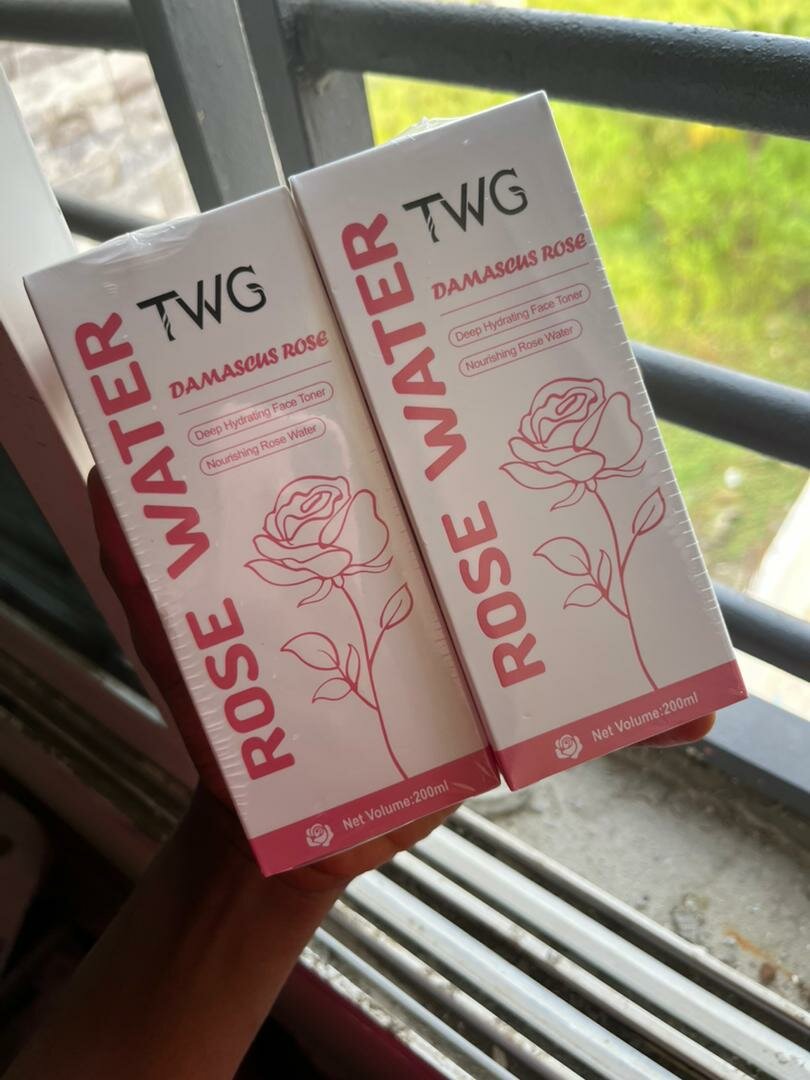 TWG
DAMASCUS ROSE
Deep Hydrating Face Toner
Nourishing Rose Water
ROSE WATER
Net Volume:200ml
TWG
DAMASCUS ROSE
Deep Hydrating Face Toner
Nourishing Rose Water
ROSE WATER
Net Volume:200ml